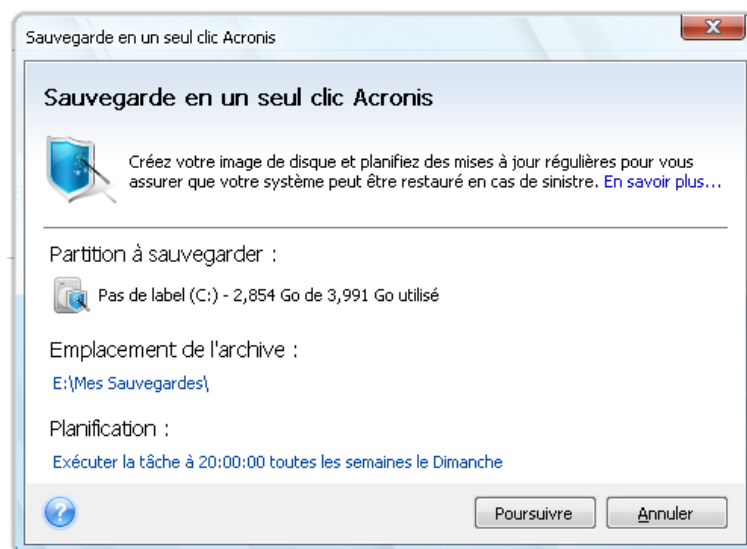 Sauvegarde en un seul clic Acronis
Sauvegarde en un seul clic Acronis
Créez votre image de disque et planifiez des mises à jour régulières pour vous
assurer que votre système peut être restauré en cas de sinistre. En savoir plus...
Partition à sauvegarder :
Pas de label (C:) - 2,854 Go de 3,991 Go utilisé
Emplacement de l'archive :
E:\Mes Sauvegardes\
Planification :
Exécuter la tâche à 20:00:00 toutes les semaines le Dimanche
Poursuivre
Annuler